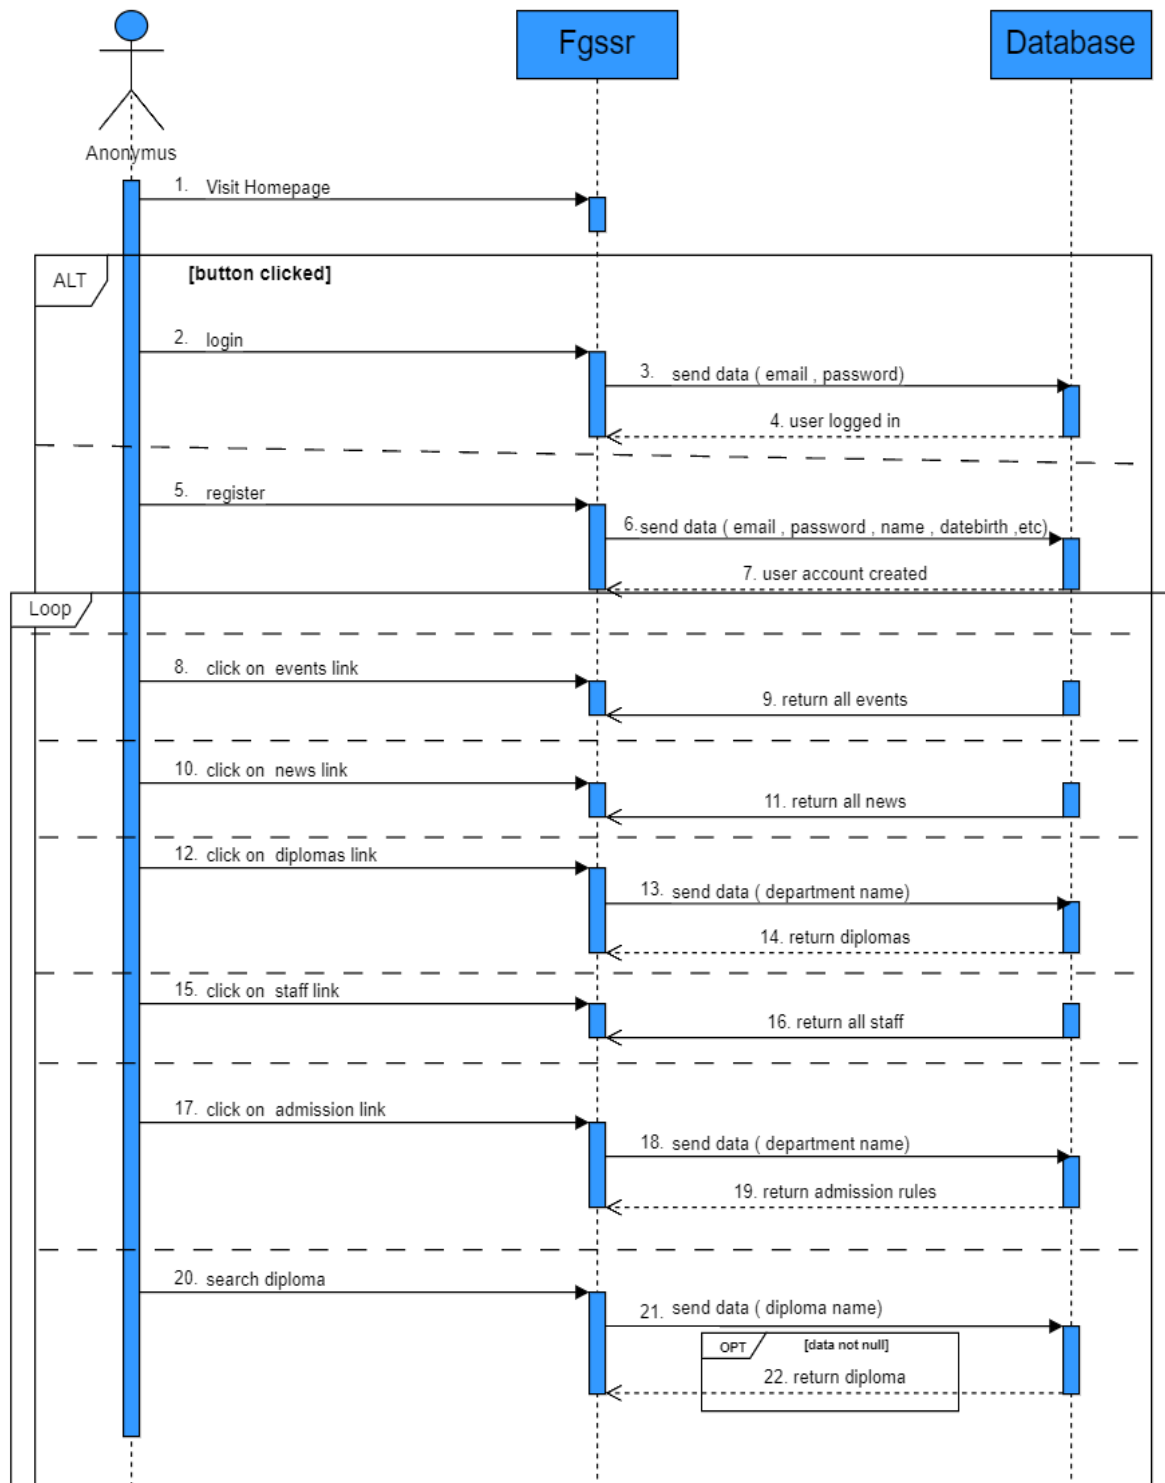 Fgssr
Database
Anonymus
1. Visit Homepage
ALT
[button clicked]
2. login
3. send data ( email , password)
4. user logged in
5. register
6. send data ( email , password , name , datebirth ,etc)
7. user account created
Loop
8. click on events link
9. return all events
10. click on news link
11. return all news
12. click on diplomas link
13. send data ( department name)
14. return diplomas
15. click on staff link
16. return all staff
17. click on admission link
18. send data ( department name)
19. return admission rules
20. search diploma
21. send data ( diploma name)
OPT
[data not null]
22. return diploma